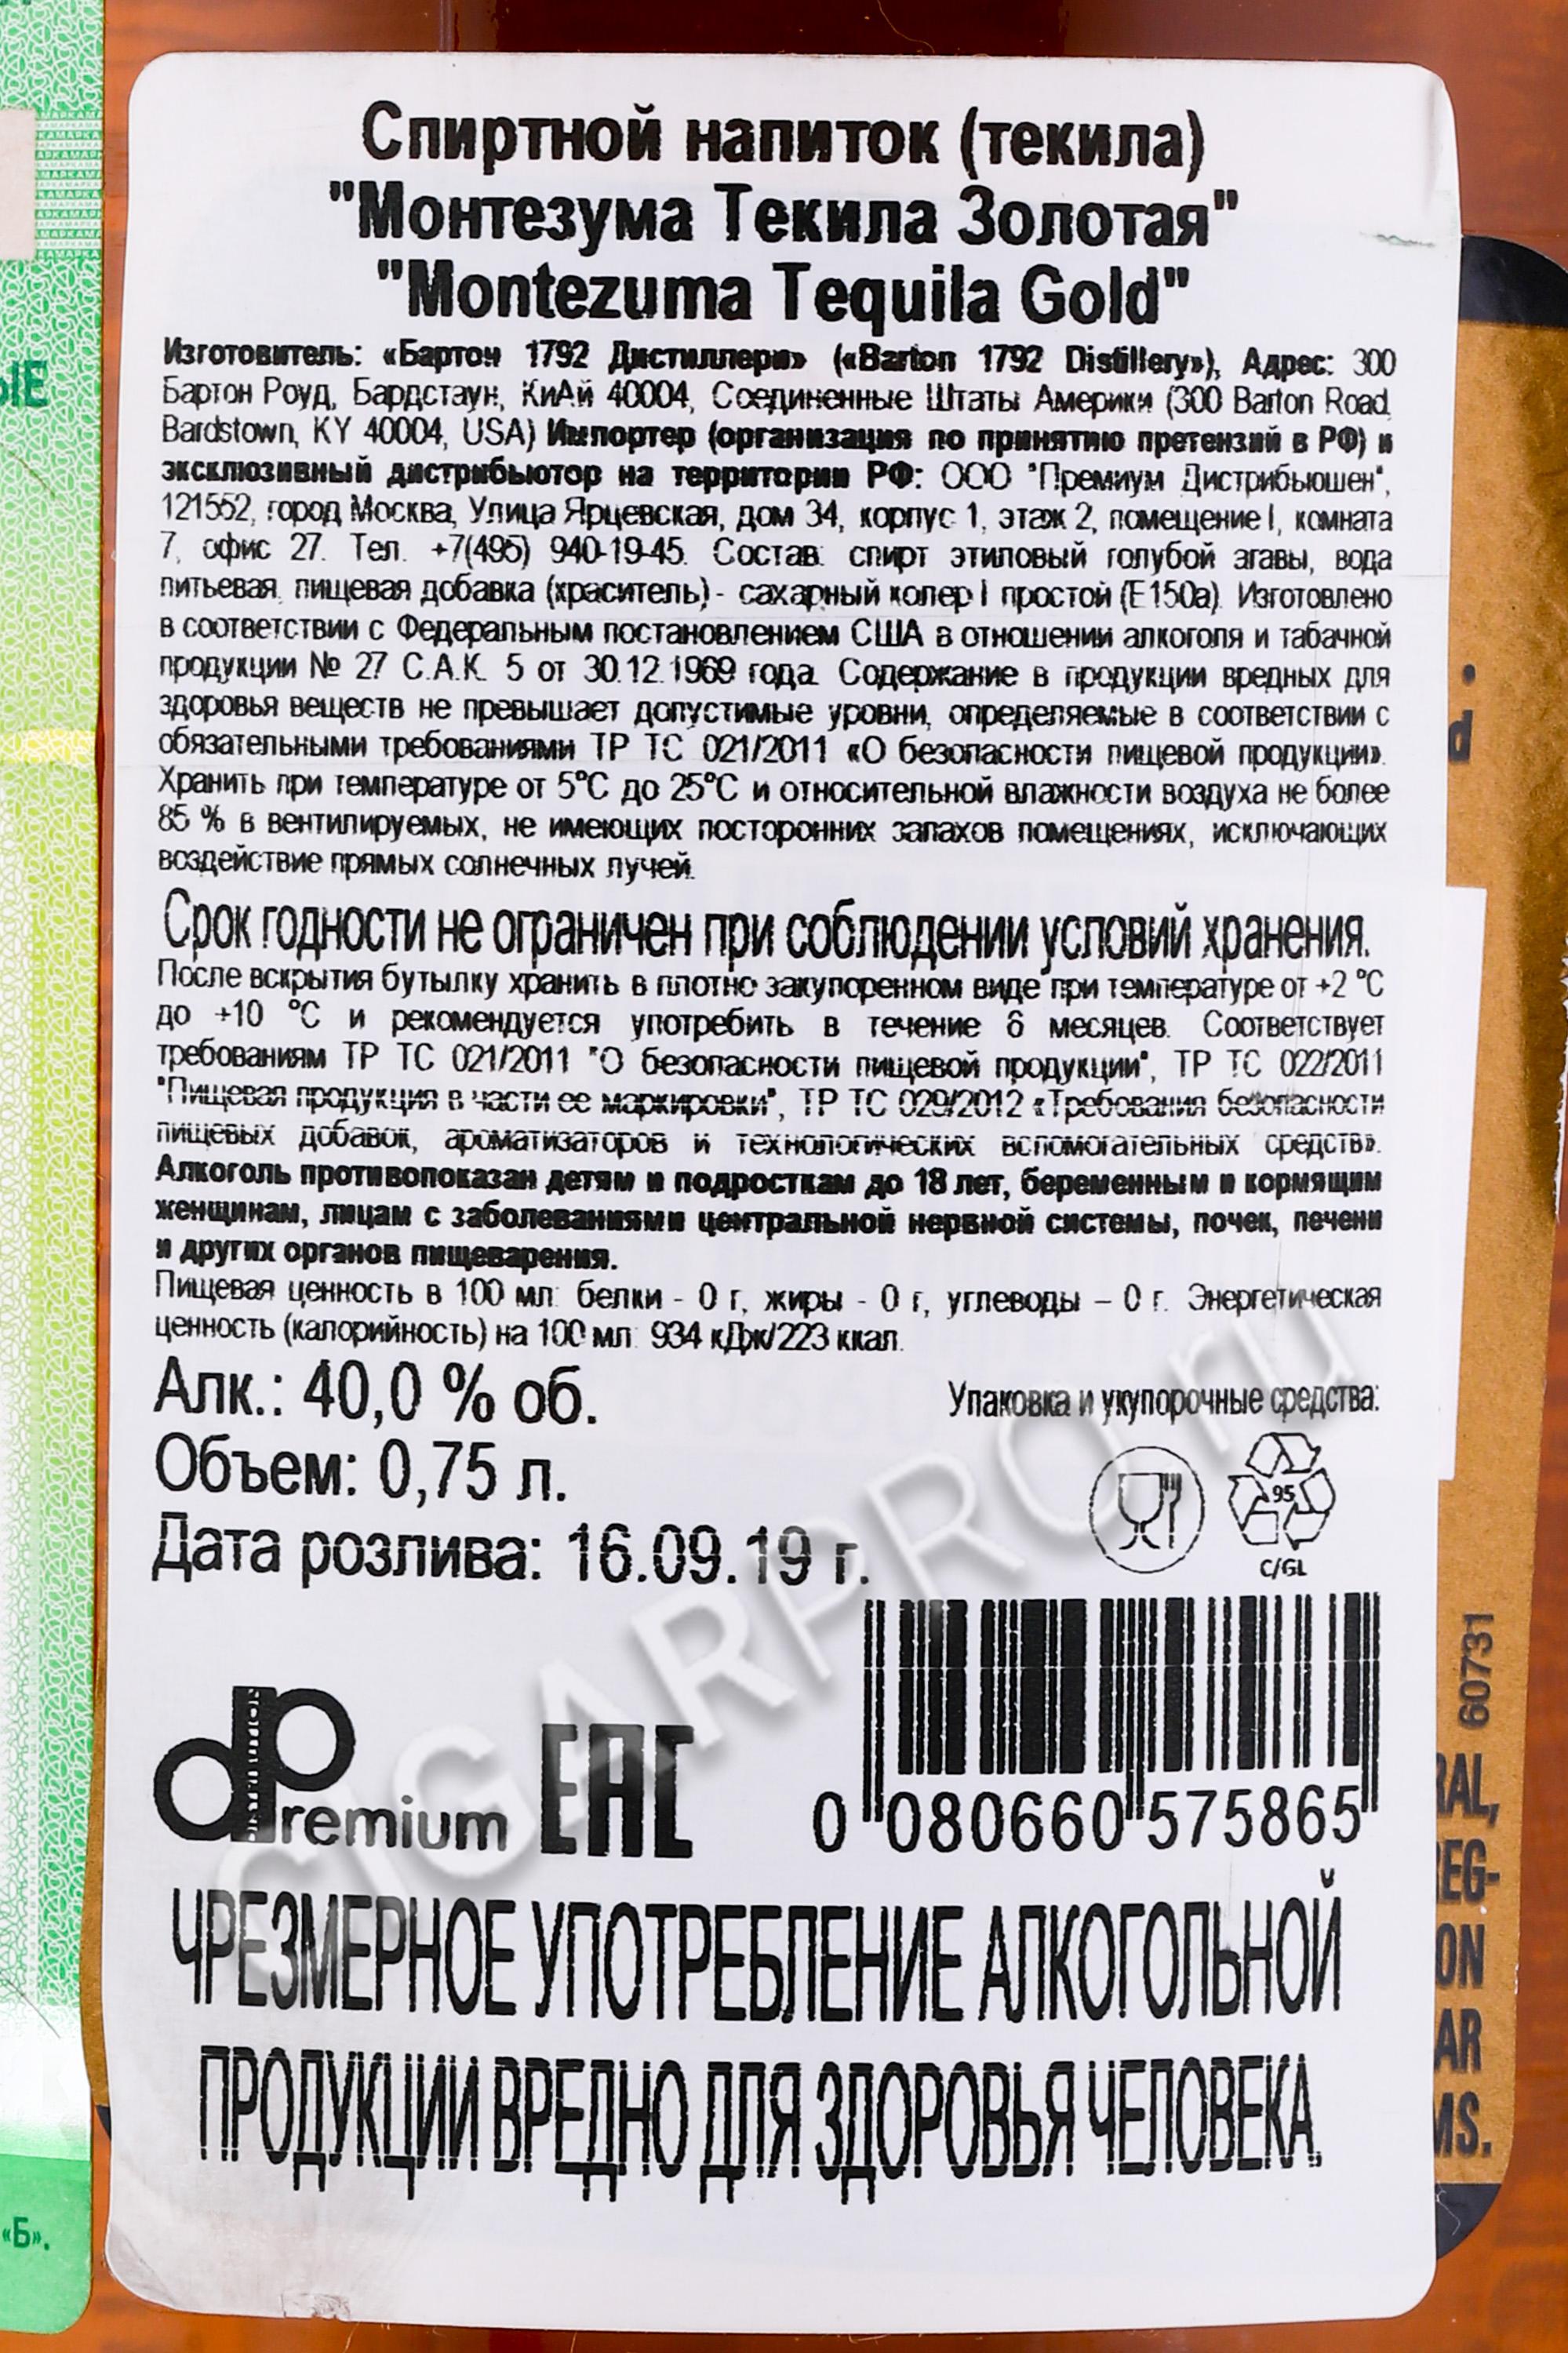 Спиртной напиток (текила)
"Монтезума Текила Золотая"
"Montezuma Tequila Gold"
Изготовитель: «Бартон 1792 Дистиллери» («Barton 1792 Distillery»), Адрес: 300
Бартон Роуд, Бардстаун, КиАй 40004, Соединенные Штаты Америки (300 Barton Road,
Bardstown, KY 40004, USA) Импортер (организация по принятию претензий в РФ) и
эксклюзивный дистрибьютор на территории РФ: ООО "Премиум Дистрибьюшен",
121552, город Москва, Улица Ярцевская, дом 34, корпус 1, этаж 2, помещение I, комната
7, офис 27. Тел. +7(495) 940-19-45. Состав: спирт этиловый голубой агавы, вода
питьевая, пищевая добавка (краситель) - сахарный колер I простой (Е150а). Изготовлено
в соответствии с Федеральным постановлением США в отношении алкоголя и табачной
продукции № 27 С.А.К. 5 от 30.12.1969 года. Содержание в продукции вредных для
здоровья веществ не превышает допустимые уровни, определяемые в соответствии с
обязательными требованиями ТР ТС 021/2011 «О безопасности пищевой продукции».
Хранить при температуре от 5°С до 25°С и относительной влажности воздуха не более
85 % в вентилируемых, не имеющих посторонних запахов помещениях, исключающих
воздействие прямых солнечных лучей.
Срок годности не ограничен при соблюдении условий хранения.
После вскрытия бутылку хранить в плотно закупоренном виде при температуре от +2 °С
до +10 °С и рекомендуется употребить в течение 6 месяцев. Соответствует
требованиям ТР ТС 021/2011 "О безопасности пищевой продукции", ТР ТС 022/2011
"Пищевая продукция в части ее маркировки", ТР ТС 029/2012 «Требования безопасности
пищевых добавок, ароматизаторов и технологических вспомогательных средств».
Алкоголь противопоказан детям и подросткам до 18 лет, беременным и кормящим
женщинам, лицам с заболеваниями центральной нервной системы, почек, печени
и других органов пищеварения.
Пищевая ценность в 100 мл: белки - 0 г, жиры - 0 г, углеводы – 0 г. Энергетическая
ценность (калорийность) на 100 мл: 934 кДж/223 ккал.
Алк.: 40,0 % об.
Упаковка и укупорочные средства:
Объем: 0,75 л.
95
C/GL
Дата розлива: 16.09.19 г.
dPremium
EAC
0 080660 575865
ЧРЕЗМЕРНОЕ УПОТРЕБЛЕНИЕ АЛКОГОЛЬНОЙ
ПРОДУКЦИИ ВРЕДНО ДЛЯ ЗДОРОВЬЯ ЧЕЛОВЕКА.
CIGARPRO.ru
ЫЕ
«Б».
d
60731
RAL,
REG-
ON
AR
MS.